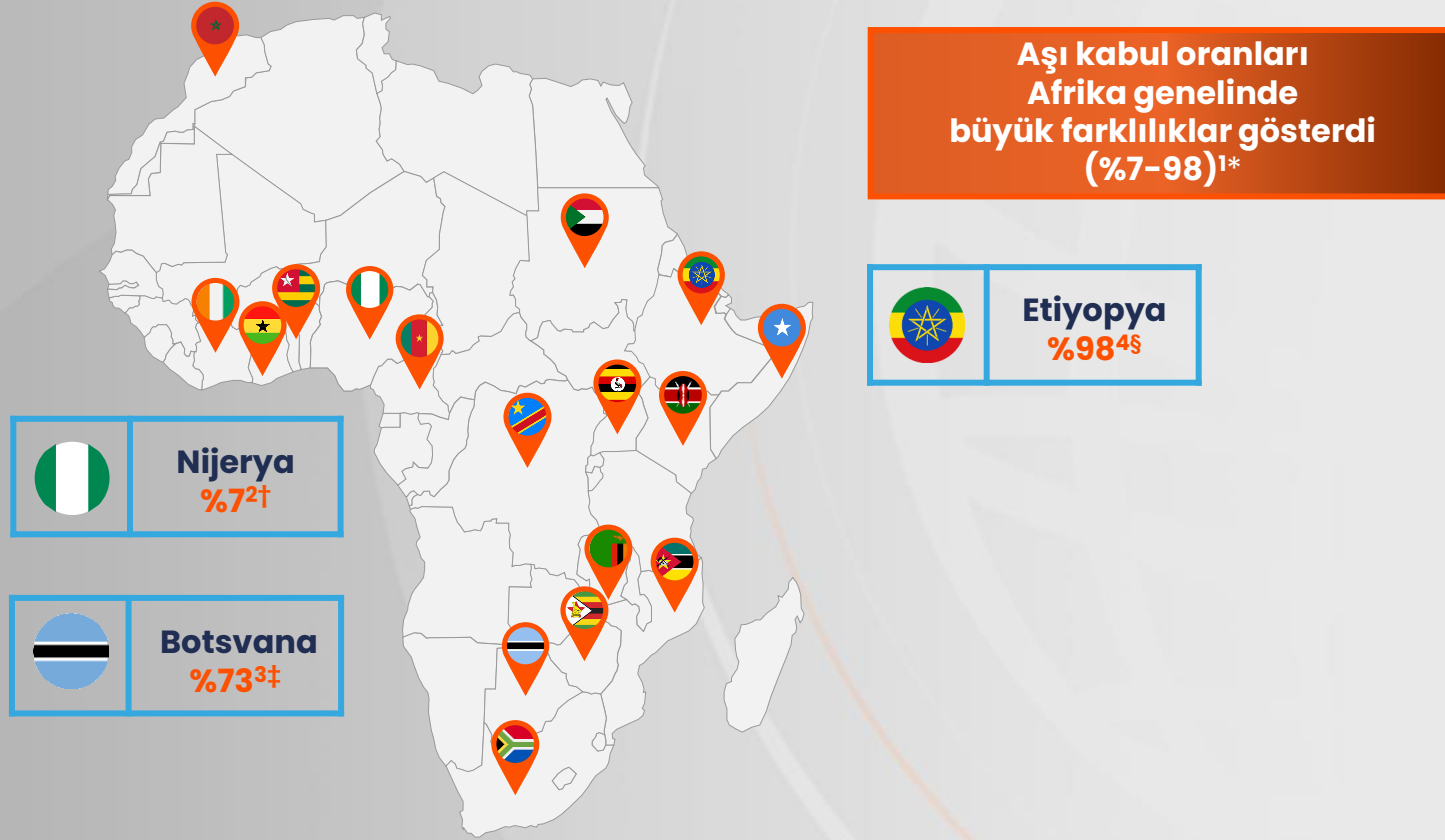 Aşı kabul oranları
Afrika genelinde
büyük farklılıklar gösterdi
(%7-98)¹*
Etiyopya
%98⁴§
Nijerya
%7²†
Botsvana
%73³‡